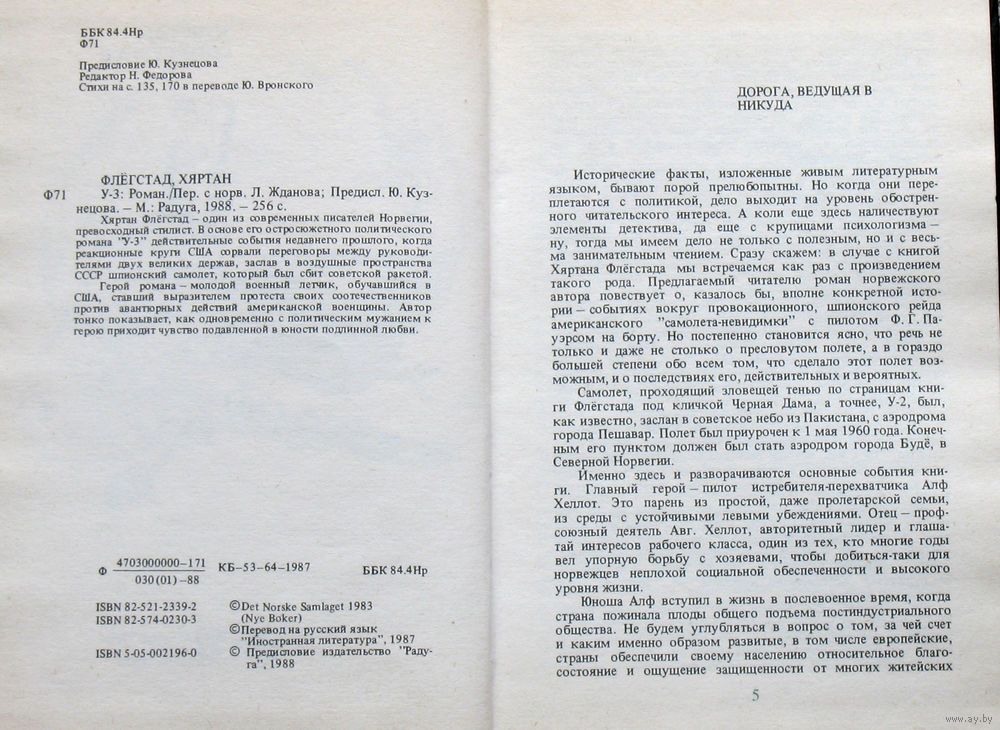 ББК 84.4Нр
Ф71
Предисловие Ю. Кузнецова
Редактор Н. Федорова
Стихи на с. 135, 170 в переводе Ю. Вронского
ФЛЁГСТАД, ХЯРТАН
Ф71 У-3: Роман./Пер. с норв. Л. Жданова; Предисл. Ю. Куз-
нецова. – М.: Радуга, 1988. – 256 с.
Хяртан Флёгстад – один из современных писателей Норвегии,
превосходный стилист. В основе его остросюжетного политического
романа "У-3" действительные события недавнего прошлого, когда
реакционные круги США сорвали переговоры между руководи-
телями двух великих держав, заслав в воздушные пространства
СССР шпионский самолет, который был сбит советской ракетой.
Герой романа – молодой военный летчик, обучавшийся в
США, ставший выразителем протеста своих соотечественников
против авантюрных действий американской военщины. Автор
тонко показывает, как одновременно с политическим мужанием к
герою приходит чувство подавленной в юности подлинной любви.
Ф 4703000000–171 КБ–53–64–1987 ББК 84.4Нр
030(01)–88
ISBN 82-521-2339-2 ©Det Norske Samlaget 1983
ISBN 82-574-0230-3 (Nye Boker)
©Перевод на русский язык
"Иностранная литература", 1987
ISBN 5-05-002196-0 © Предисловие издательство "Раду-
га", 1988
ДОРОГА, ВЕДУЩАЯ В
НИКУДА
Исторические факты, изложенные живым литературным
языком, бывают порой прелюбопытны. Но когда они пере-
плетаются с политикой, дело выходит на уровень обострен-
ного читательского интереса. А коли еще здесь наличествуют
элементы детектива, да еще с крупицами психологизма –
ну, тогда мы имеем дело не только с полезным, но и с весь-
ма занимательным чтением. Сразу скажем: в случае с книгой
Хяртана Флёгстада мы встречаемся как раз с произведением
такого рода. Предлагаемый читателю роман норвежского
автора повествует о, казалось бы, вполне конкретной исто-
рии – событиях вокруг провокационного, шпионского рейда
американского "самолета-невидимки" с пилотом Ф. Г. Па-
уэрсом на борту. Но постепенно становится ясно, что речь не
только и даже не столько о пресловутом полете, а в гораздо
большей степени обо всем том, что сделало этот полет воз-
можным, и о последствиях его, действительных и вероятных.
Самолет, проходящий зловещей тенью по страницам кни-
ги Флёгстада под кличкой Черная Дама, а точнее, У-2, был,
как известно, заслан в советское небо из Пакистана, с аэродрома
города Пешавар. Полет был приурочен к 1 мая 1960 года. Конеч-
ным его пунктом должен был стать аэродром города Будё, в
Северной Норвегии.
Именно здесь и разворачиваются основные события кни-
ги. Главный герой – пилот истребителя-перехватчика Алф
Хеллот. Это парень из простой, даже пролетарской семьи,
из среды с устойчивыми левыми убеждениями. Отец – проф-
союзный деятель Авг. Хеллот, авторитетный лидер и глаша-
тай интересов рабочего класса, один из тех, кто многие годы
вел упорную борьбу с хозяевами, чтобы добиться-таки для
норвежцев неплохой социальной обеспеченности и высокого
уровня жизни.
Юноша Алф вступил в жизнь в послевоенное время, когда
страна пожинала плоды общего подъема постиндустриального
общества. Не будем углубляться в вопрос о том, за чей счет
и каким именно образом развитые, в том числе европейские,
страны обеспечили своему населению относительное благо-
состояние и ощущение защищенности от многих житейских
5
www.ay.by